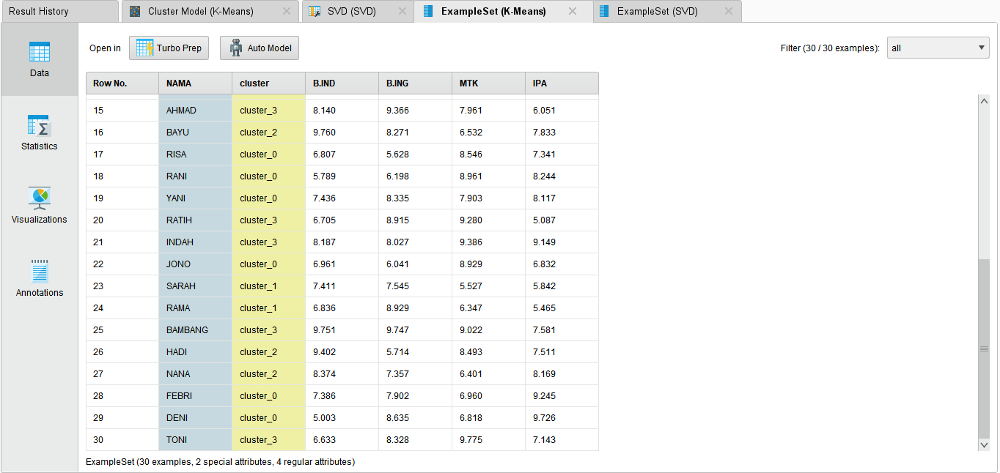 Result History Cluster Model (K-Means) SVD (SVD) ExampleSet (K-Means) ExampleSet (SVD)
Open in Turbo Prep Auto Model Filter (30 / 30 examples): all
Data
Statistics
Visualizations
Annotations
Row No. NAMA cluster B.IND B.ING MTK IPA
15 AHMAD cluster_3 8.140 9.366 7.961 6.051
16 BAYU cluster_2 9.760 8.271 6.532 7.833
17 RISA cluster_0 6.807 5.628 8.546 7.341
18 RANI cluster_0 5.789 6.198 8.961 8.244
19 YANI cluster_0 7.436 8.335 7.903 8.117
20 RATIH cluster_3 6.705 8.915 9.280 5.087
21 INDAH cluster_3 8.187 8.027 9.386 9.149
22 JONO cluster_0 6.961 6.041 8.929 6.832
23 SARAH cluster_1 7.411 7.545 5.527 5.842
24 RAMA cluster_1 6.836 8.929 6.347 5.465
25 BAMBANG cluster_3 9.751 9.747 9.022 7.581
26 HADI cluster_2 9.402 5.714 8.493 7.511
27 NANA cluster_2 8.374 7.357 6.401 8.169
28 FEBRI cluster_0 7.386 7.902 6.960 9.245
29 DENI cluster_0 5.003 8.635 6.818 9.726
30 TONI cluster_3 6.633 8.328 9.775 7.143
ExampleSet (30 examples, 2 special attributes, 4 regular attributes)